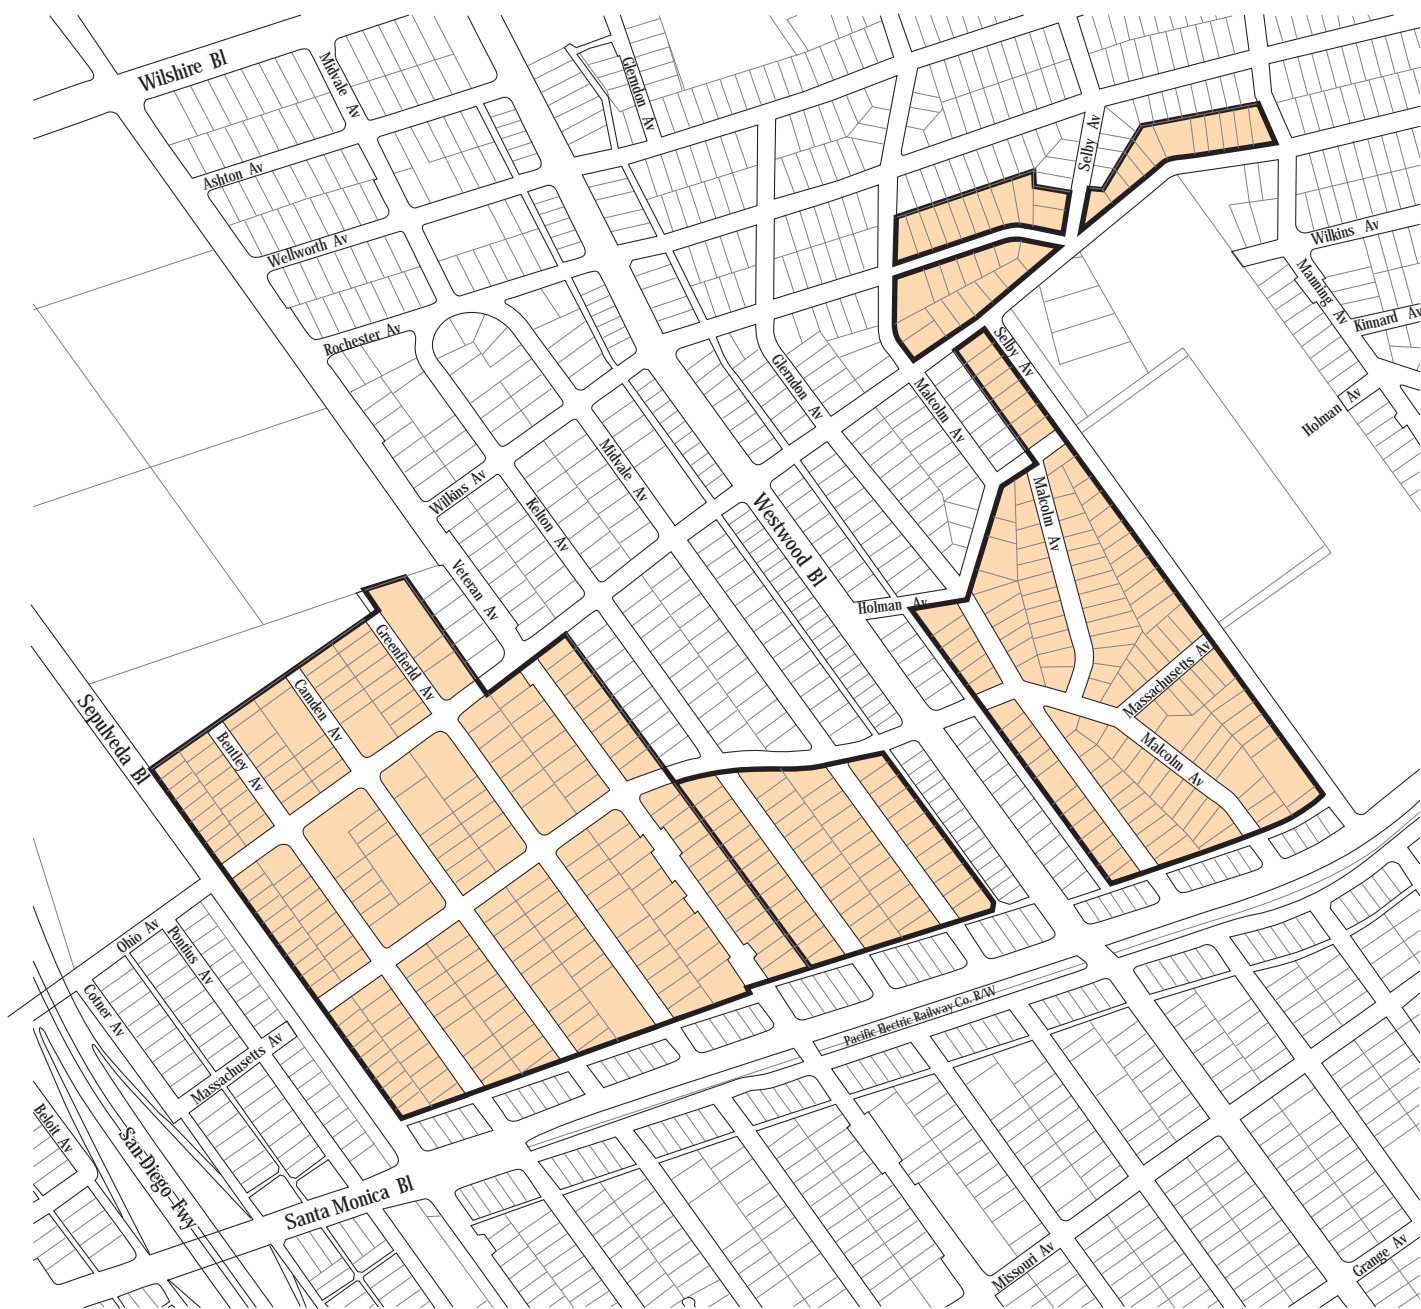 Wilshire Bl
Midvale Av
Glerndon Av
Selby Av
Ashton Av
Wellworth Av
Wilkins Av
Manning Av
Kinnard Av
Rochester Av
Selby Av
Glerndon Av
Malcolm Av
Holman Av
Midvale Av
Wilkins Av
Kelton Av
Westwood Bl
Malcolm Av
Veteran Av
Holman Av
Greenfierld Av
Massachusetts Av
Camden Av
Sepulveda Bl
Bentley Av
Malcolm Av
Ohio Av
Pontius Av
Cotner Av
Pacific Electric Railway Co. R/W
Massachusetts Av
Beloit Av
San Diego Fwy
Santa Monica Bl
Missouri Av
Grange Av